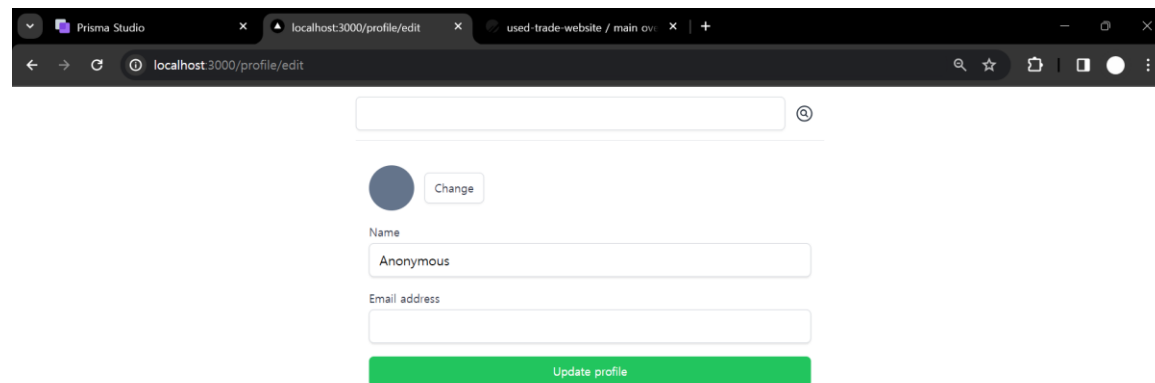 Prisma Studio
localhost:3000/profile/edit
used-trade-website / main ove
localhost:3000/profile/edit
Change
Name
Anonymous
Email address
Update profile